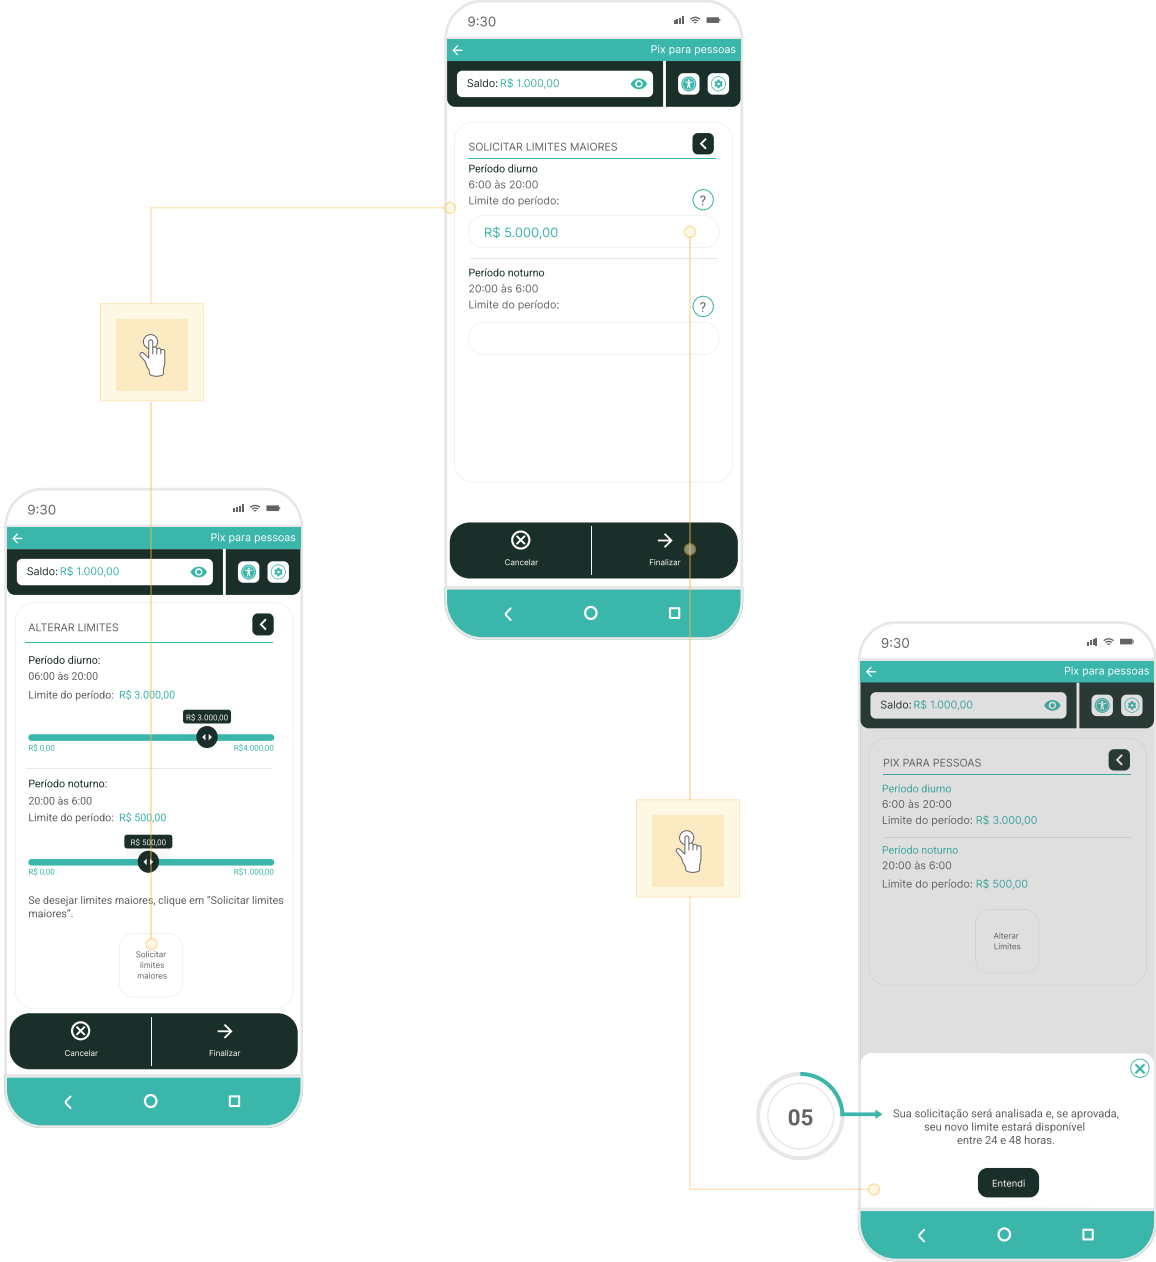 9:30
Pix para pessoas
Saldo: R$ 1.000,00
SOLICITAR LIMITES MAIORES
Período diurno
6:00 às 20:00
Limite do período:
?
R$ 5.000,00
Período noturno
20:00 às 6:00
Limite do período:
?
Cancelar
Finalizar
9:30
Pix para pessoas
Saldo: R$ 1.000,00
ALTERAR LIMITES
Período diurno:
06:00 às 20:00
Limite do período: R$ 3.000,00
R$ 3.000,00
R$ 0,00
R$4.000,00
Período noturno:
20:00 às 6:00
Limite do período: R$ 500,00
R$ 500,00
R$ 0,00
R$1.000,00
Se desejar limites maiores, clique em “Solicitar limites
maiores”.
Solicitar
limites
maiores
Cancelar
Finalizar
9:30
Pix para pessoas
Saldo: R$ 1.000,00
PIX PARA PESSOAS
Período diurno
6:00 às 20:00
Limite do período: R$ 3.000,00
Período noturno
20:00 às 6:00
Limite do período: R$ 500,00
Alterar
Limites
05
Sua solicitação será analisada e, se aprovada,
seu novo limite estará disponível
entre 24 e 48 horas.
Entendi